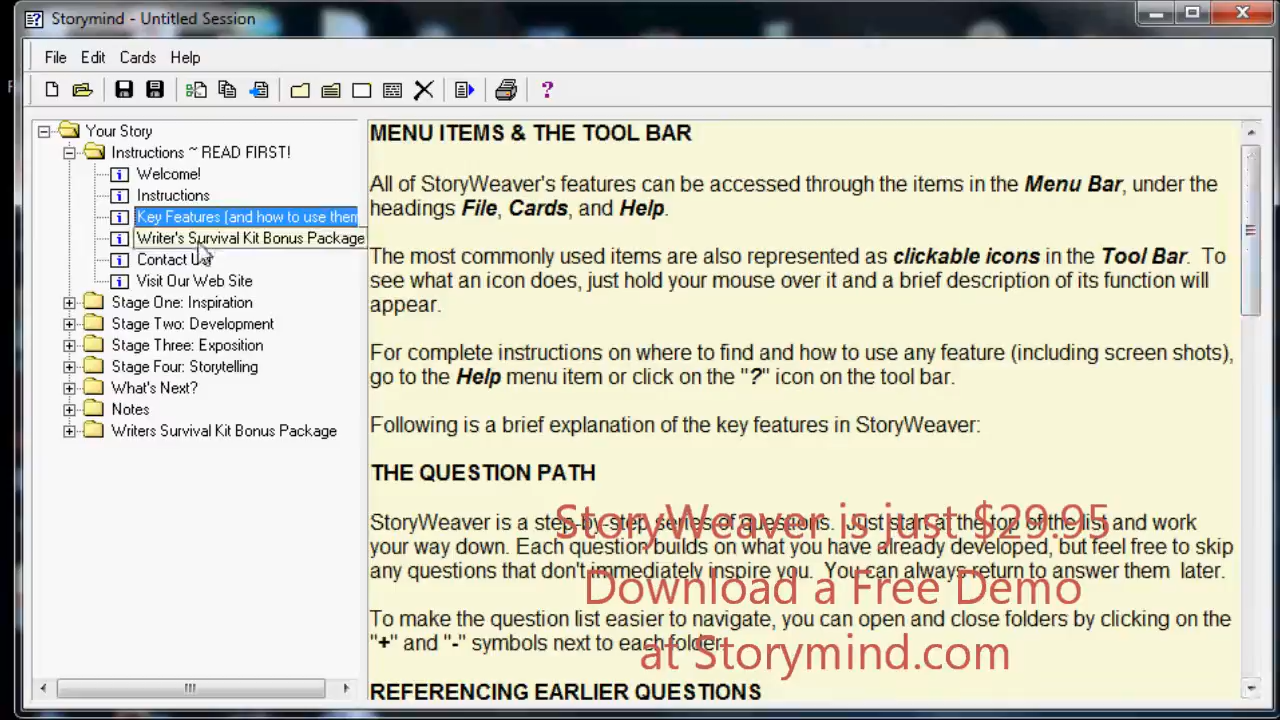 Storymind - Untitled Session
File Edit Cards Help
?
Your Story
Instructions ~ READ FIRST!
Welcome!
Instructions
Key Features (and how to use them
Writer's Survival Kit Bonus Package
Contact Us
Visit Our Web Site
Stage One: Inspiration
Stage Two: Development
Stage Three: Exposition
Stage Four: Storytelling
What's Next?
Notes
Writers Survival Kit Bonus Package
MENU ITEMS & THE TOOL BAR
All of StoryWeaver's features can be accessed through the items in the Menu Bar, under the
headings File, Cards, and Help.
The most commonly used items are also represented as clickable icons in the Tool Bar. To
see what an icon does, just hold your mouse over it and a brief description of its function will
appear.
For complete instructions on where to find and how to use any feature (including screen shots),
go to the Help menu item or click on the "?" icon on the tool bar.
Following is a brief explanation of the key features in StoryWeaver:
THE QUESTION PATH
StoryWeaver is a step-by-step series of questions. Just start at the top of the list and work
your way down. Each question builds on what you have already developed, but feel free to skip
any questions that don't immediately inspire you. You can always return to answer them later.
To make the question list easier to navigate, you can open and close folders by clicking on the
"+" and "-" symbols next to each folder.
REFERENCING EARLIER QUESTIONS
StoryWeaver is just $29.95
Download a Free Demo
at Storymind.com